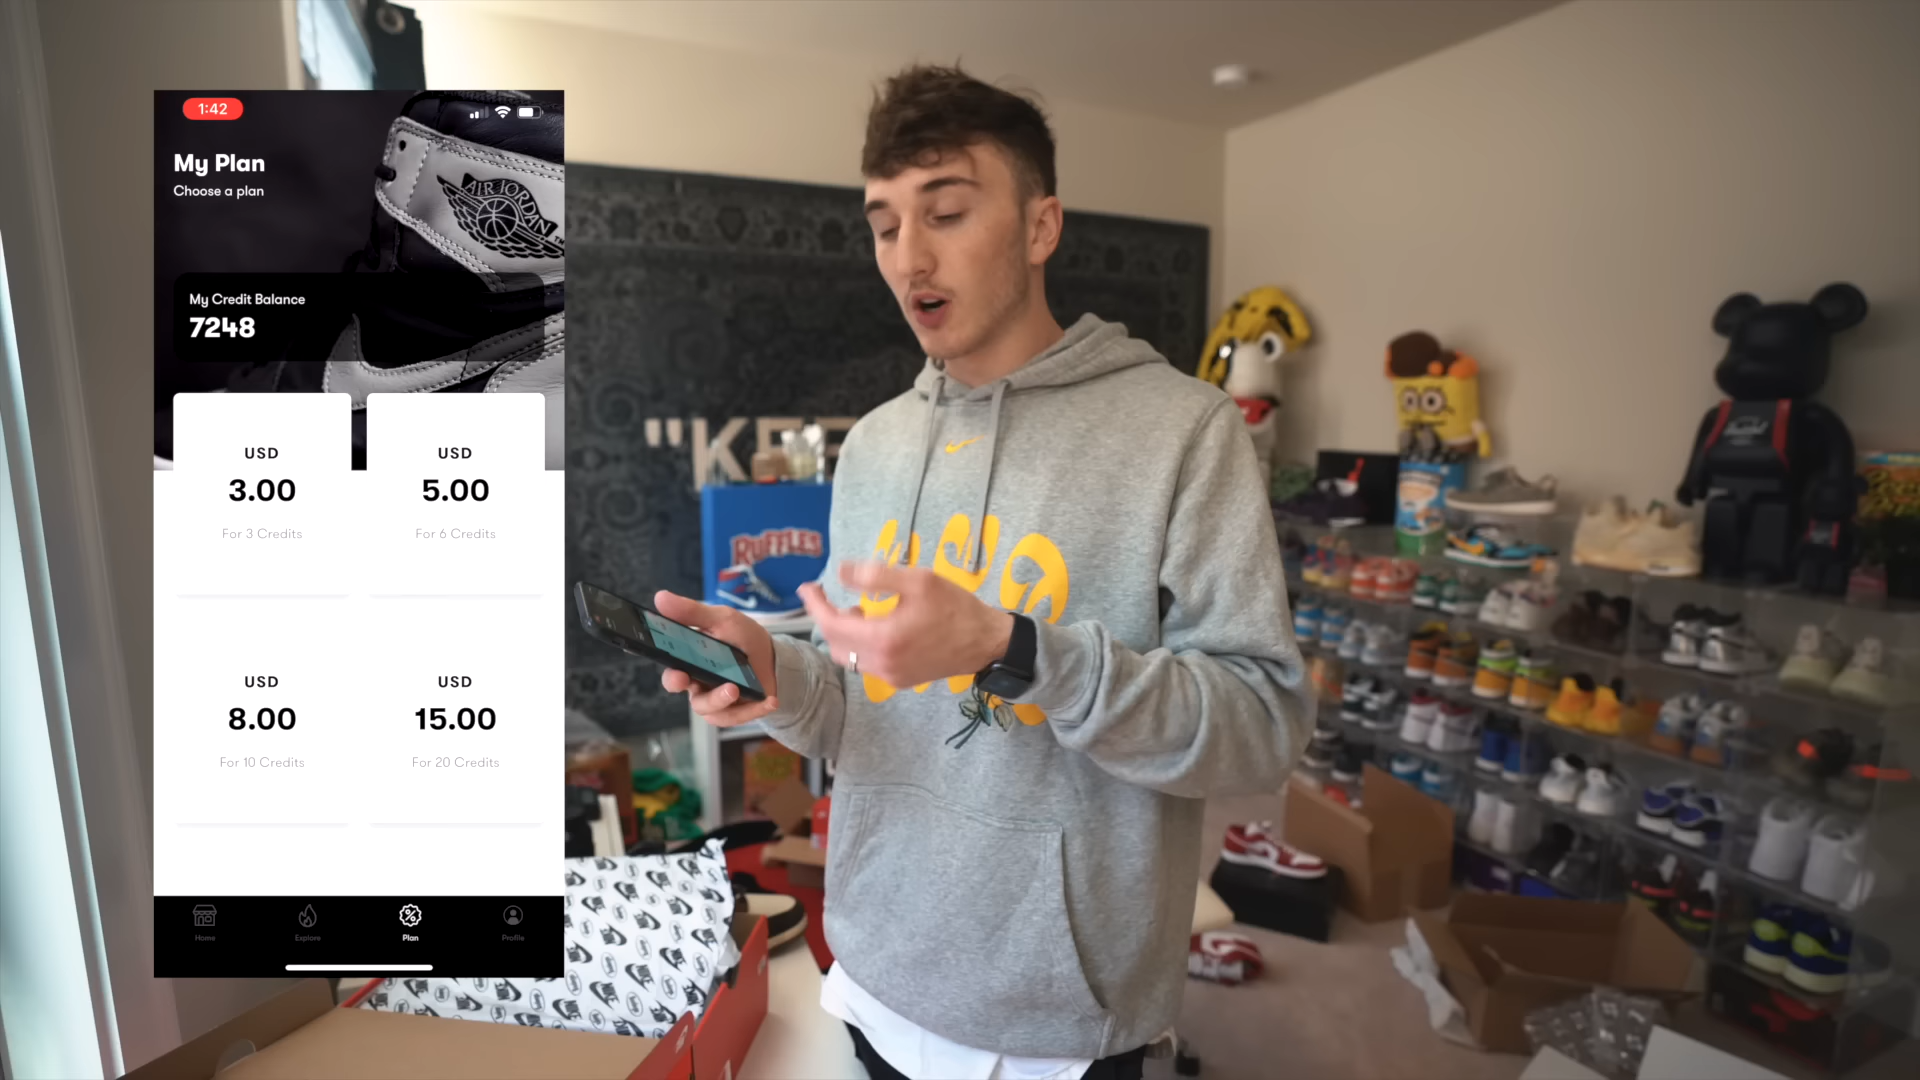 1:42
My Plan
Choose a plan
AIR JORDAN
TM
My Credit Balance
7248
USD
3.00
For 3 Credits
USD
5.00
For 6 Credits
USD
8.00
For 10 Credits
USD
15.00
For 20 Credits
Home
Explore
Plan
Profile
"KEE
RUFFLES